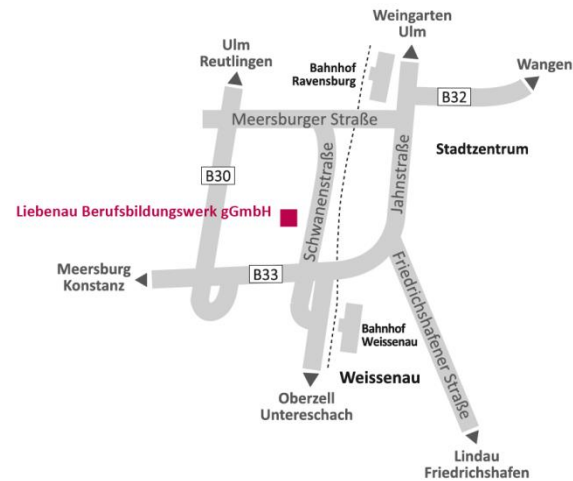 Weingarten
Ulm
Ulm
Reutlingen
Bahnhof
Ravensburg
Wangen
B32
Meersburger Straße
Stadtzentrum
B30
Schwanenstraße
Jahnstraße
Liebenau Berufsbildungswerk gGmbH
Meersburg
Konstanz
B33
Friedrichshafener Straße
Bahnhof
Weissenau
Weissenau
Oberzell
Untereschach
Lindau
Friedrichshafen